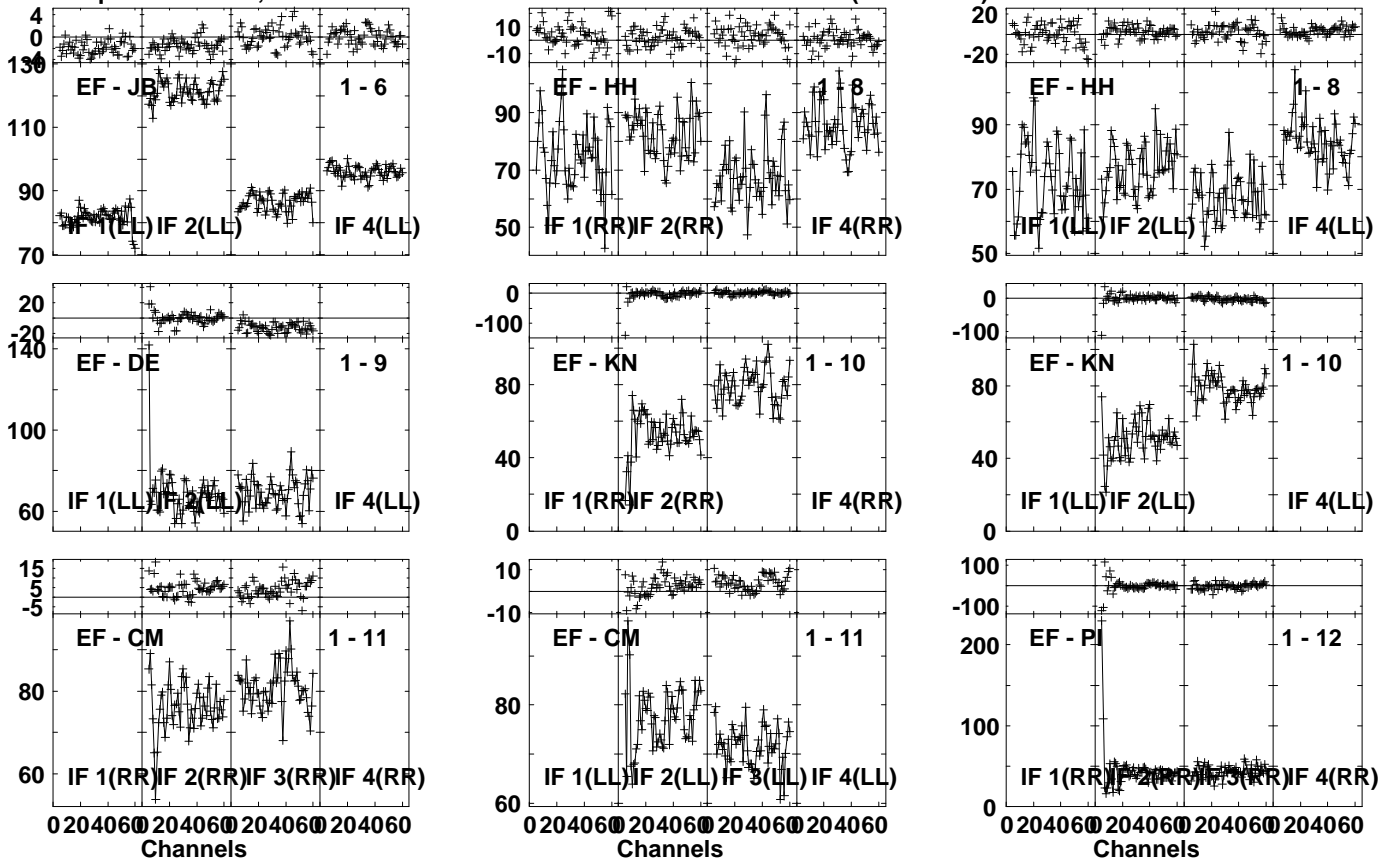 4
0
-4
130
110
90
70
EF - JB 1 - 6
IF 1(LL) IF 2(LL) IF 4(LL)
10
0
-10
90
70
50
EF - HH 1 - 8
IF 1(RR) IF 2(RR) IF 4(RR)
20
0
-20
90
70
50
EF - HH 1 - 8
IF 1(LL) IF 2(LL) IF 4(LL)
20
0
-20
140
100
60
EF - DE 1 - 9
IF 1(LL) IF 2(LL) IF 4(LL)
0
-100
80
40
0
EF - KN 1 - 10
IF 1(RR) IF 2(RR) IF 4(RR)
0
-100
80
40
0
EF - KN 1 - 10
IF 1(LL) IF 2(LL) IF 4(LL)
15
5
-5
80
60
EF - CM 1 - 11
IF 1(RR) IF 2(RR) IF 3(RR) IF 4(RR)
0 204060 0 204060 0 204060 0 204060
Channels
10
0
-10
80
60
EF - CM 1 - 11
IF 1(LL) IF 2(LL) IF 3(LL) IF 4(LL)
0 204060 0 204060 0 204060 0 204060
Channels
100
0
-100
200
100
0
EF - PI 1 - 12
IF 1(RR) IF 2(RR) IF 3(RR) IF 4(RR)
0 204060 0 204060 0 204060 0 204060
Channels